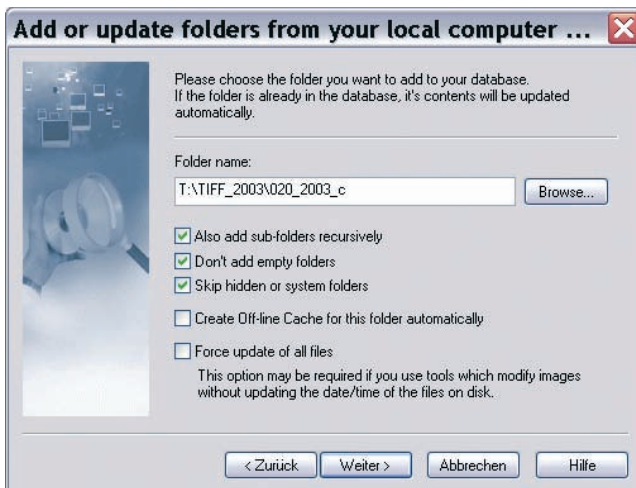 Add or update folders from your local computer ...
Please choose the folder you want to add to your database.
If the folder is already in the database, it's contents will be updated
automatically.
Folder name:
T:\TIFF_2003\020_2003_c
Browse...
Also add sub-folders recursively
Don't add empty folders
Skip hidden or system folders
Create Off-line Cache for this folder automatically
Force update of all files
This option may be required if you use tools which modify images
without updating the date/time of the files on disk.
< Zurück
Weiter >
Abbrechen
Hilfe